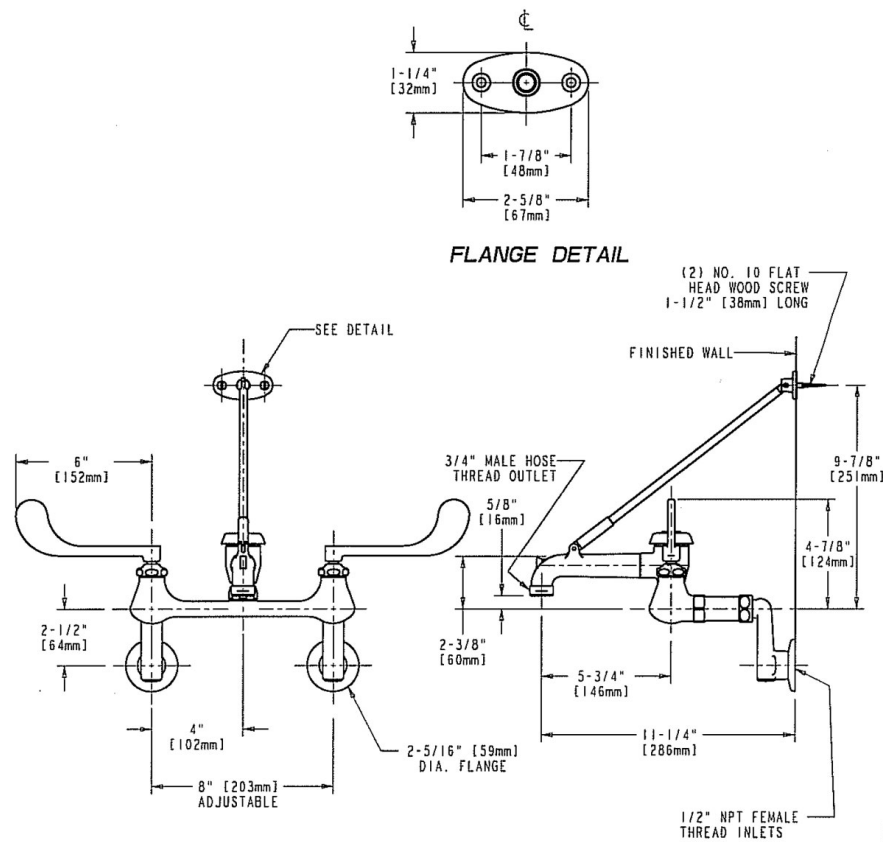 ℄
1-1/4"
[32mm]
1-7/8"
[48mm]
2-5/8"
[67mm]
FLANGE DETAIL
(2) NO. 10 FLAT
HEAD WOOD SCREW
1-1/2" [38mm] LONG
SEE DETAIL
FINISHED WALL
6"
[152mm]
3/4" MALE HOSE
THREAD OUTLET
5/8"
[16mm]
9-7/8"
[251mm]
4-7/8"
[124mm]
2-1/2"
[64mm]
2-3/8"
[60mm]
5-3/4"
[146mm]
4"
[102mm]
11-1/4"
[286mm]
2-5/16" [59mm]
DIA. FLANGE
8" [203mm]
ADJUSTABLE
1/2" NPT FEMALE
THREAD INLETS